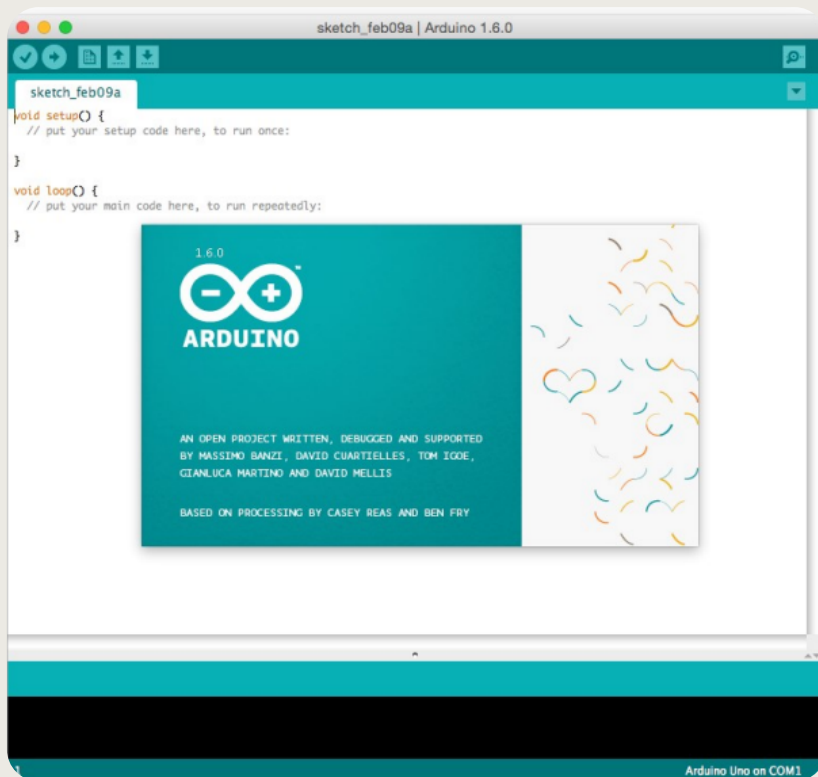 sketch_feb09a | Arduino 1.6.0
sketch_feb09a
void setup() {
// put your setup code here, to run once:
}
void loop() {
// put your main code here, to run repeatedly:
}
1.6.0
ARDUINO
AN OPEN PROJECT WRITTEN, DEBUGGED AND SUPPORTED
BY MASSIMO BANZI, DAVID CUARTIELLES, TOM IGOE,
GIANLUCA MARTINO AND DAVID MELLIS
BASED ON PROCESSING BY CASEY REAS AND BEN FRY
1
Arduino Uno on COM1